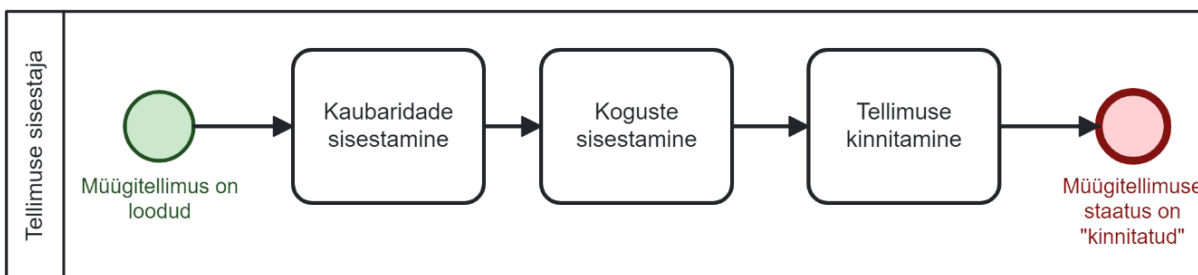 Tellimuse sisestaja
Müügitellimus on
loodud
Kaubaridade
sisestamine
Koguste
sisestamine
Tellimuse
kinnitamine
Müügitellimuse
staatus on
"kinnitatud"